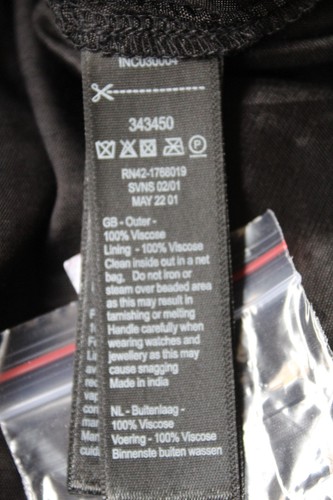 INC030004
343450
P
RN42-1766019
SVNS 02/01
MAY 22 01
GB - Outer -
100% Viscose
Lining - 100% Viscose
Clean inside out in a net
bag, Do not iron or
steam over beaded area
as this may result in
tarnishing or melting
Handle carefully when
wearing watches and
jewellery as this may
cause snagging
Made in india
NL - Buitenlaag -
100% Viscose
Voering - 100% Viscose
Binnenste buiten wassen